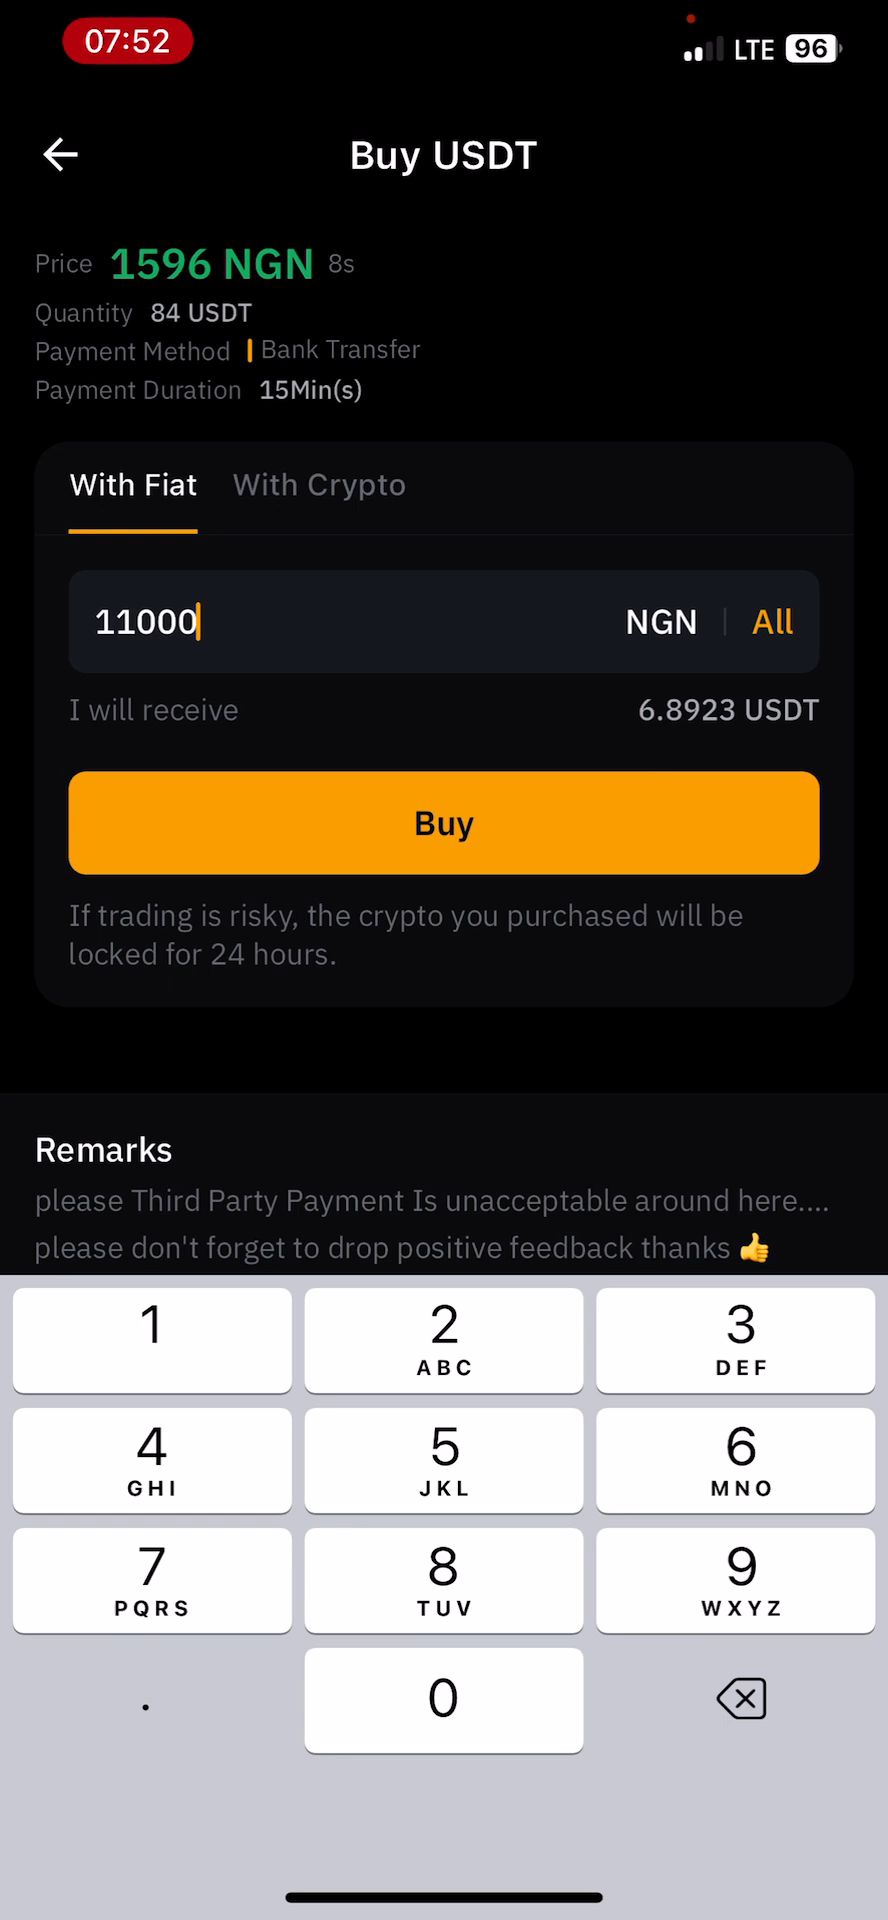 07:52
LTE 96
Buy USDT
Price 1596 NGN 8s
Quantity 84 USDT
Payment Method Bank Transfer
Payment Duration 15Min(s)
With Fiat With Crypto
11000 NGN All
I will receive 6.8923 USDT
Buy
If trading is risky, the crypto you purchased will be
locked for 24 hours.
Remarks
please Third Party Payment Is unacceptable around here....
please don't forget to drop positive feedback thanks 👍
1 2 3
ABC DEF
4 5 6
GHI JKL MNO
7 8 9
PQRS TUV WXYZ
. 0